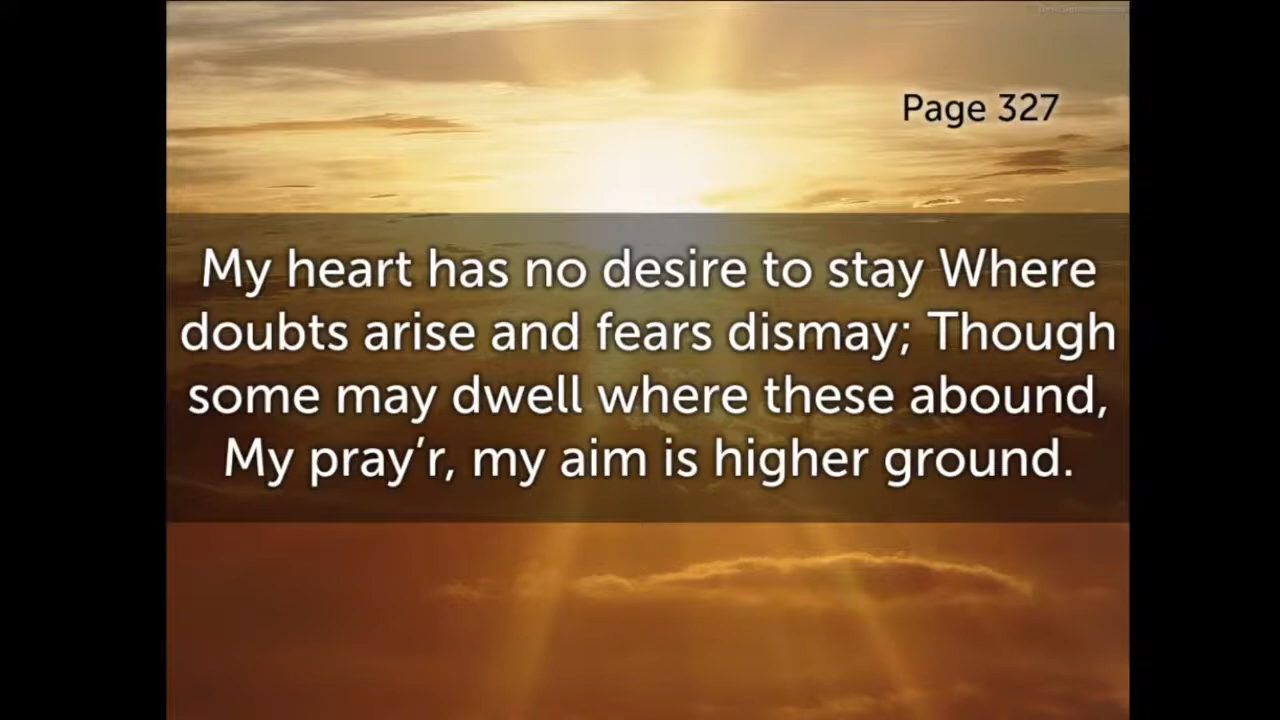 Page 327
My heart has no desire to stay Where
doubts arise and fears dismay; Though
some may dwell where these abound,
My pray’r, my aim is higher ground.